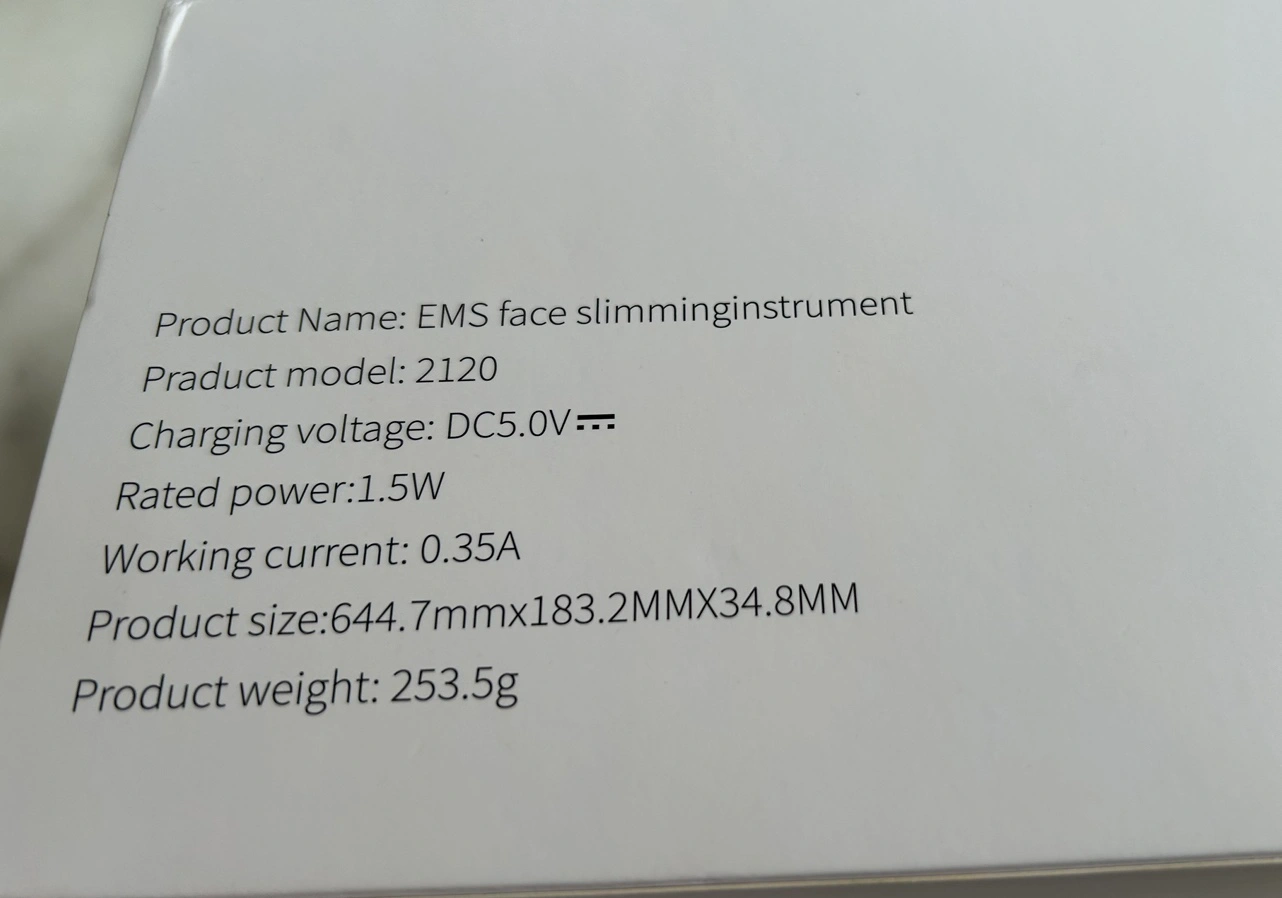 Product Name: EMS face slimminginstrument
Praduct model: 2120
Charging voltage: DC5.0V⎓
Rated power:1.5W
Working current: 0.35A
Product size:644.7mmx183.2MMX34.8MM
Product weight: 253.5g